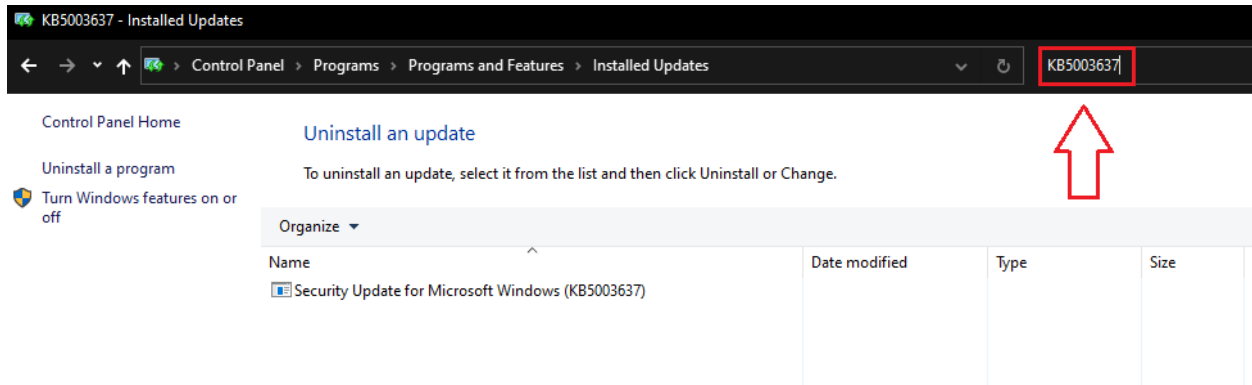 KB5003637 - Installed Updates
Control Panel > Programs > Programs and Features > Installed Updates
KB5003637
Control Panel Home
Uninstall a program
Turn Windows features on or
off
Uninstall an update
To uninstall an update, select it from the list and then click Uninstall or Change.
Organize
Name Date modified Type Size
Security Update for Microsoft Windows (KB5003637)